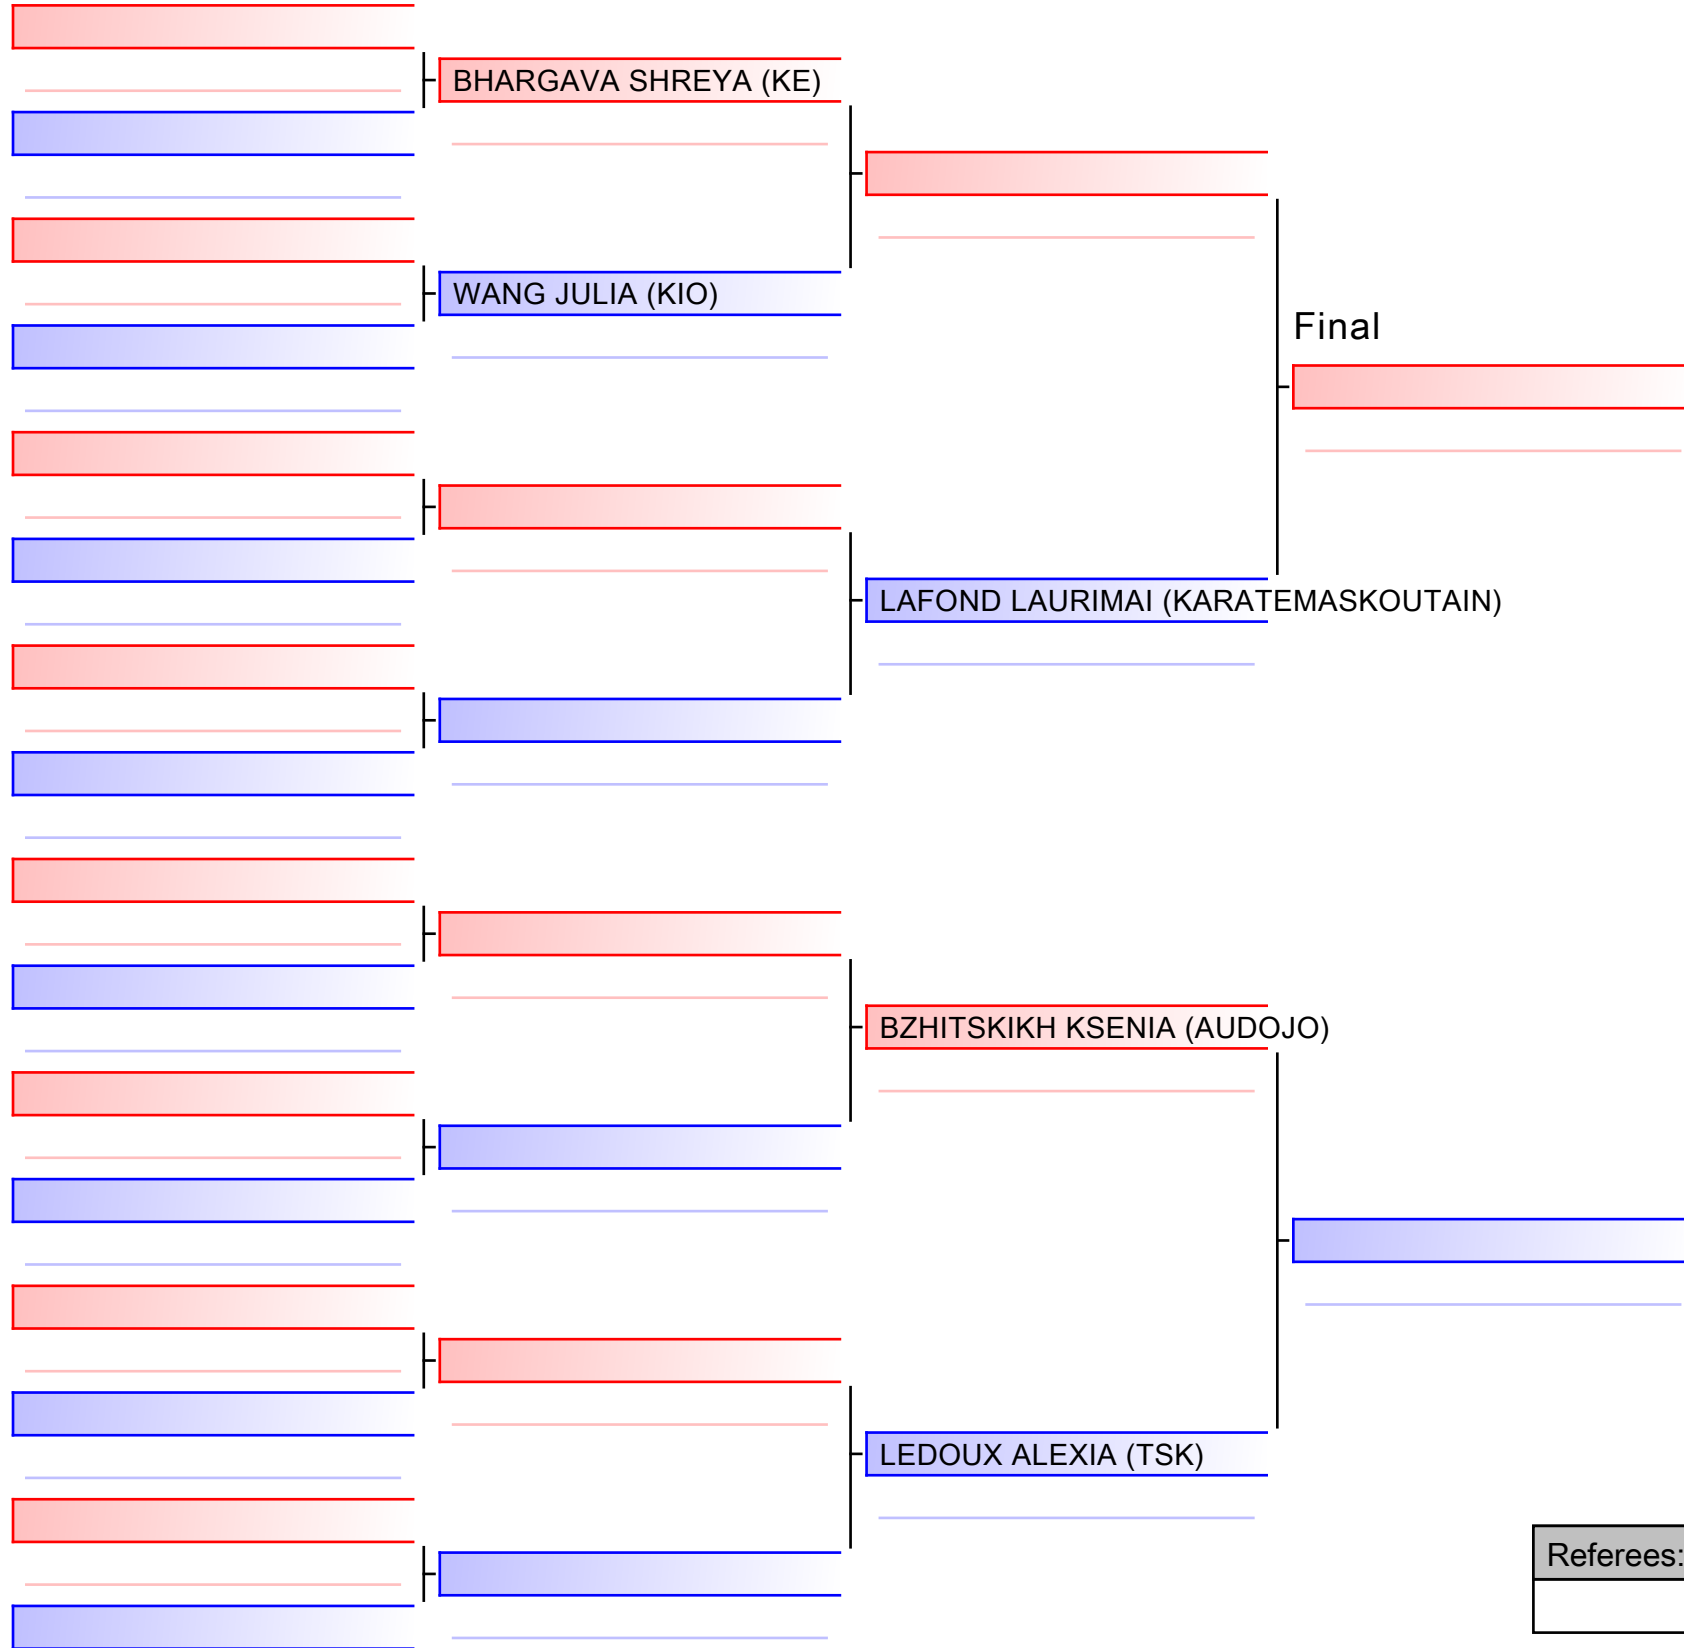 BHARGAVA SHREYA (KE)
WANG JULIA (KIO)
Final
LAFOND LAURIMAI (KARATEMASKOUTAIN)
BZHITSKIKH KSENIA (AUDOJO)
LEDOUX ALEXIA (TSK)
Referees: